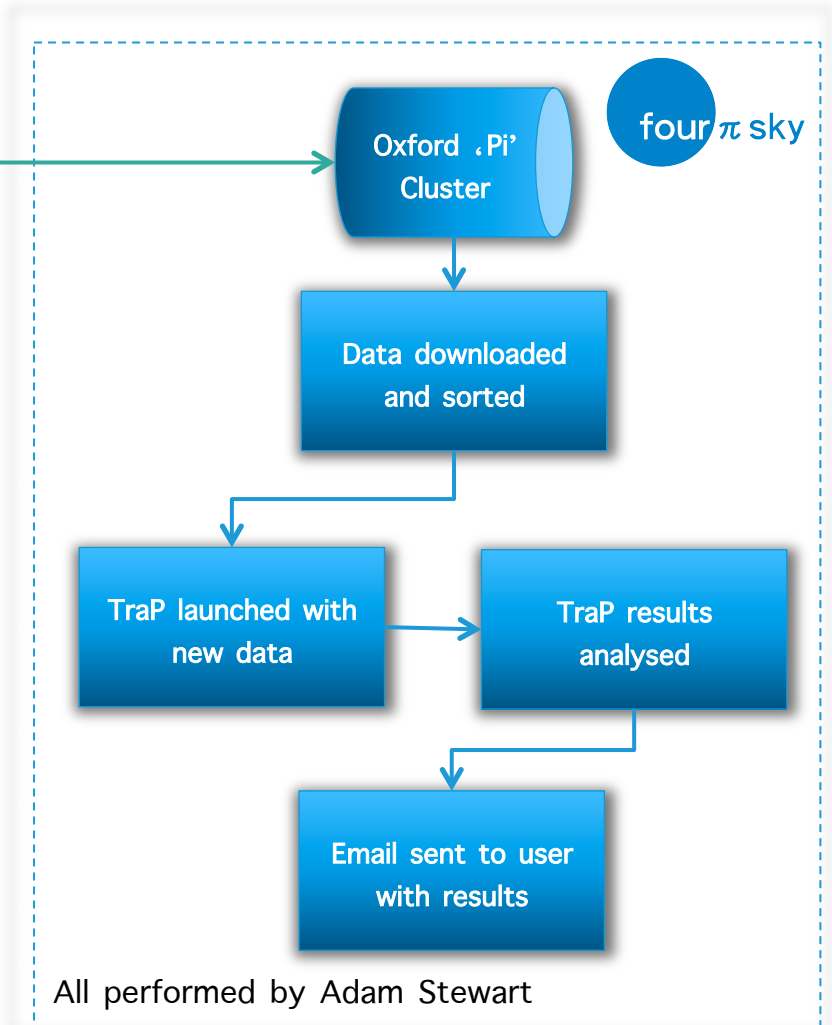 four π sky
Oxford ‘Pi’
Cluster
Data downloaded
and sorted
TraP launched with
new data
TraP results
analysed
Email sent to user
with results
All performed by Adam Stewart